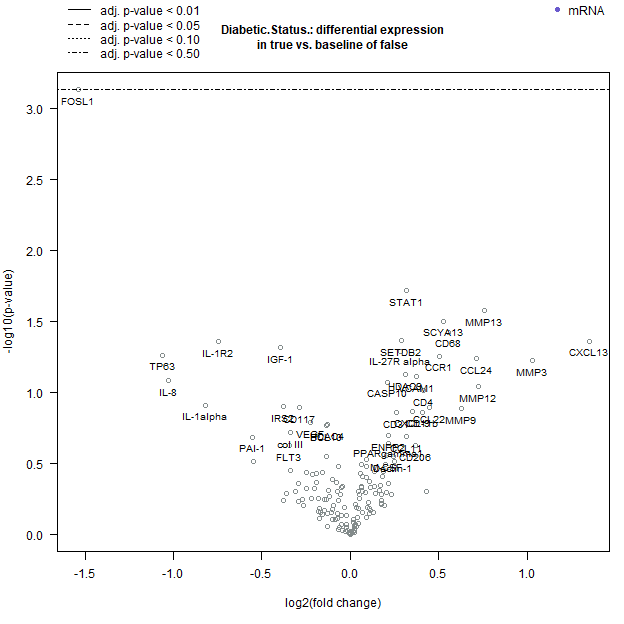 adj. p-value < 0.01
adj. p-value < 0.05
adj. p-value < 0.10
adj. p-value < 0.50
mRNA
Diabetic.Status.: differential expression
in true vs. baseline of false
-log10(p-value)
3.0
2.5
2.0
1.5
1.0
0.5
0.0
FOSL1
STAT1
MMP13
SCYA13
CD68
SETDB2
IL-27R alpha
CCR1
CCL24
MMP3
CXCL13
IL-1R2
IGF-1
TP63
IL-8
HDAC9
CASP10
MMP12
CD4
IL-1alpha
IRS2
CD117
CCL22
MMP9
VEGF
PAI-1
col III
FLT3
CCL11
CD206
-1.5
-1.0
-0.5
0.0
0.5
1.0
log2(fold change)